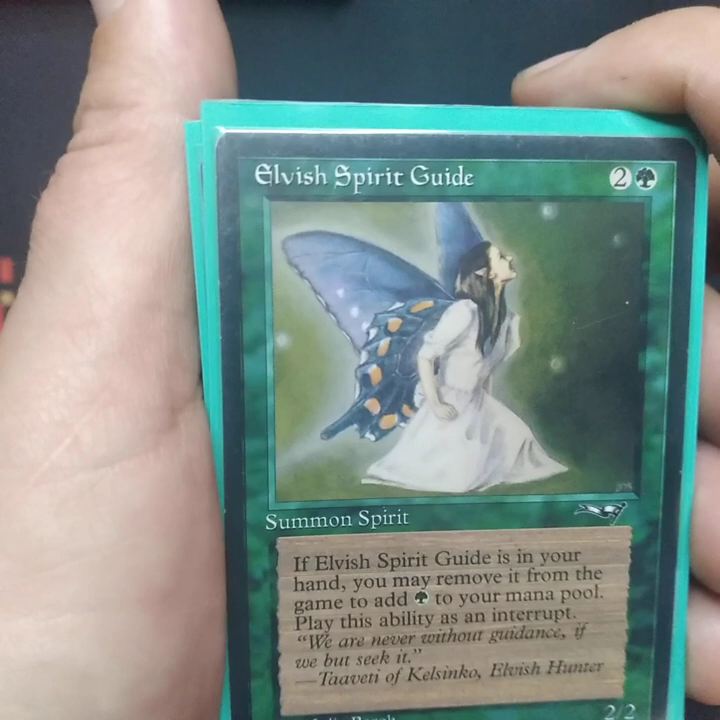 Elvish Spirit Guide 2
Summon Spirit
If Elvish Spirit Guide is in your
hand, you may remove it from the
game to add to your mana pool.
Play this ability as an interrupt.
"We are never without guidance, if
we but seek it."
—Taaveti of Kelsinko, Elvish Hunter
2/2